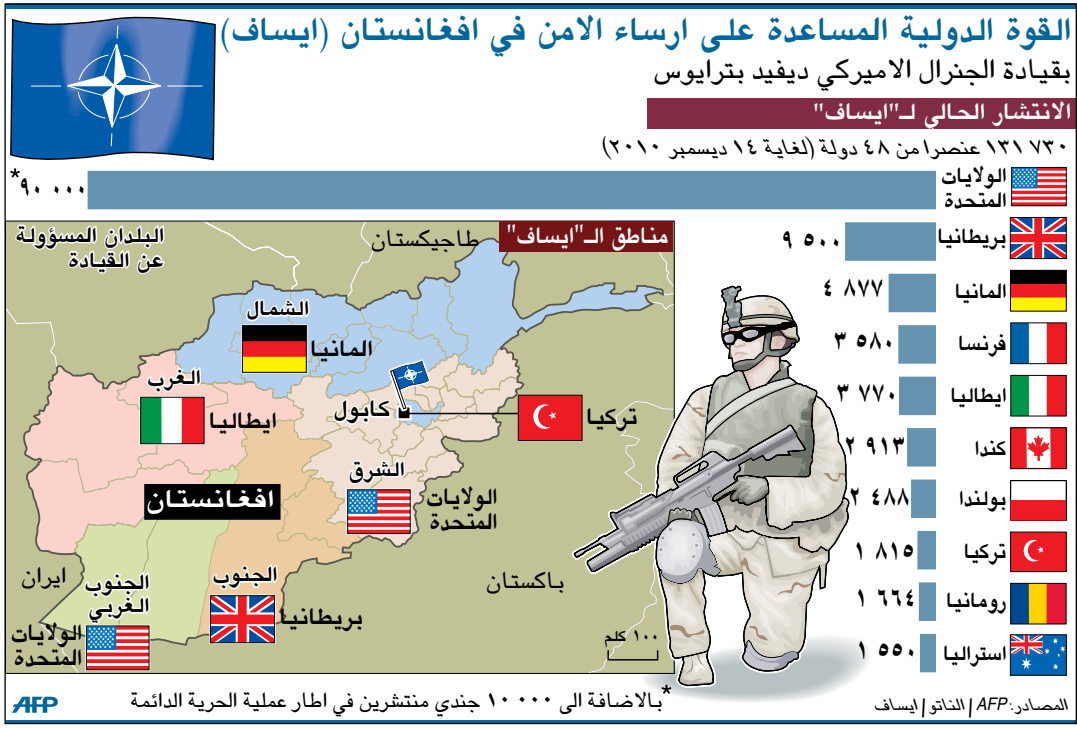 القوة الدولية المساعدة على ارساء الامن في افغانستان (ايساف)
بقيادة الجنرال الاميركي ديفيد بترايوس
الانتشار الحالي لـ"ايساف"
١٣١ ٧٣٠ عنصرا من ٤٨ دولة (لغاية ١٤ ديسمبر ٢٠١٠)
الولايات
المتحدة
٩٠ ٠٠٠*
بريطانيا
٩ ٥٠٠
المانيا
٤ ٨٧٧
فرنسا
٣ ٥٨٠
ايطاليا
٣ ٧٧٠
كندا
٢ ٩١٣
بولندا
٢ ٤٨٨
تركيا
١ ٨١٥
رومانيا
١ ٦٦٤
استراليا
١ ٥٥٠
مناطق الـ"ايساف"
البلدان المسؤولة
عن القيادة
طاجيكستان
الشمال
المانيا
الغرب
ايطاليا
كابول
تركيا
الشرق
الولايات
المتحدة
افغانستان
باكستان
ايران
الجنوب
بريطانيا
الجنوب
الغربي
الولايات
المتحدة
١٠٠ كلم
*بالاضافة الى ١٠ ٠٠٠ جندي منتشرين في اطار عملية الحرية الدائمة
المصادر: AFP | الناتو | ايساف
AFP